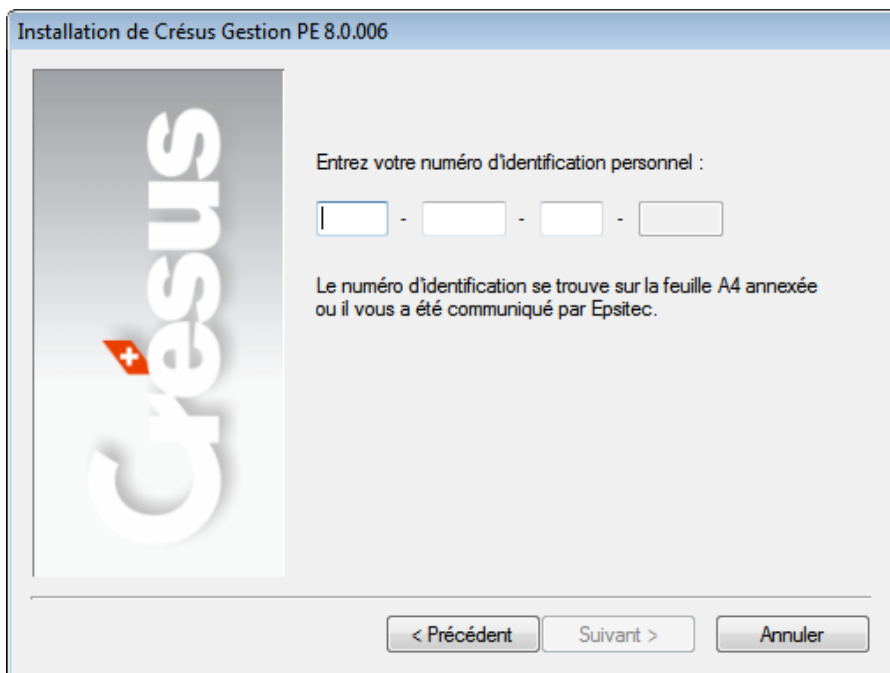 Installation de Crésus Gestion PE 8.0.006
Crésus
Entrez votre numéro d'identification personnel :
- - -
Le numéro d'identification se trouve sur la feuille A4 annexée
ou il vous a été communiqué par Epsitec.
< Précédent Suivant > Annuler